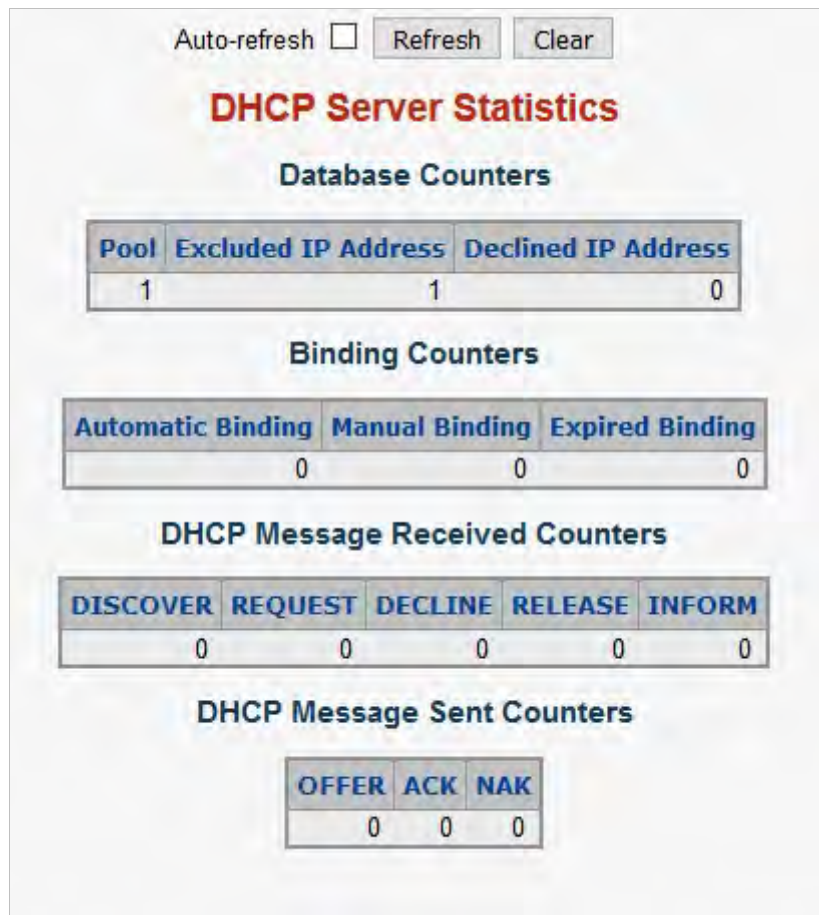 Auto-refresh Refresh Clear
DHCP Server Statistics
Database Counters
Pool Excluded IP Address Declined IP Address
1 1 0
Binding Counters
Automatic Binding Manual Binding Expired Binding
0 0 0
DHCP Message Received Counters
DISCOVER REQUEST DECLINE RELEASE INFORM
0 0 0 0 0
DHCP Message Sent Counters
OFFER ACK NAK
0 0 0